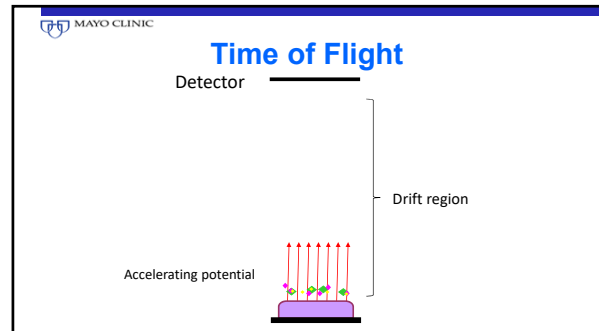 MAYO CLINIC
Time of Flight
Detector
Drift region
Accelerating potential